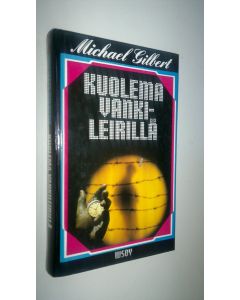 Michael Gilbert
KUOLEMA
VANKI-
LEIRILLÄ
WSOY